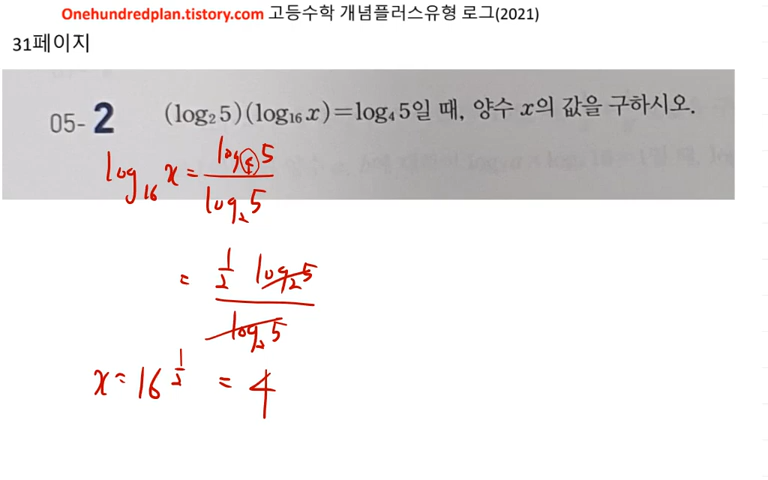 Onehundredplan.tistory.com 고등수학 개념플러스유형 로그(2021)
31페이지
05-2 (log₂5)(log₁₆x)=log₄5일 때, 양수 x의 값을 구하시오.
log₁₆ x = log₄5 / log₂5
= ½ log₂5 / log₂5
x = 16^½ = 4